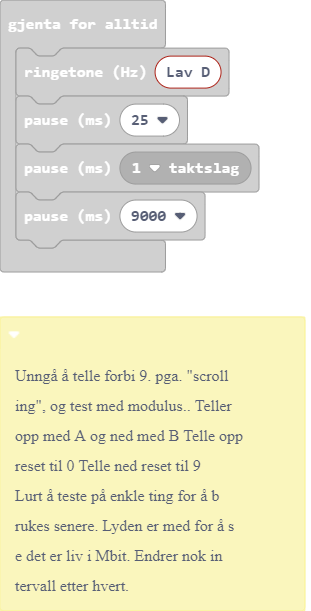 gjenta for alltid
ringetone (Hz) Lav D
pause (ms) 25
pause (ms) 1 taktslag
pause (ms) 9000
Unngå å telle forbi 9. pga. "scroll
ing", og test med modulus.. Teller
opp med A og ned med B Telle opp
reset til 0 Telle ned reset til 9
Lurt å teste på enkle ting for å b
rukes senere. Lyden er med for å s
e det er liv i Mbit. Endrer nok in
tervall etter hvert.